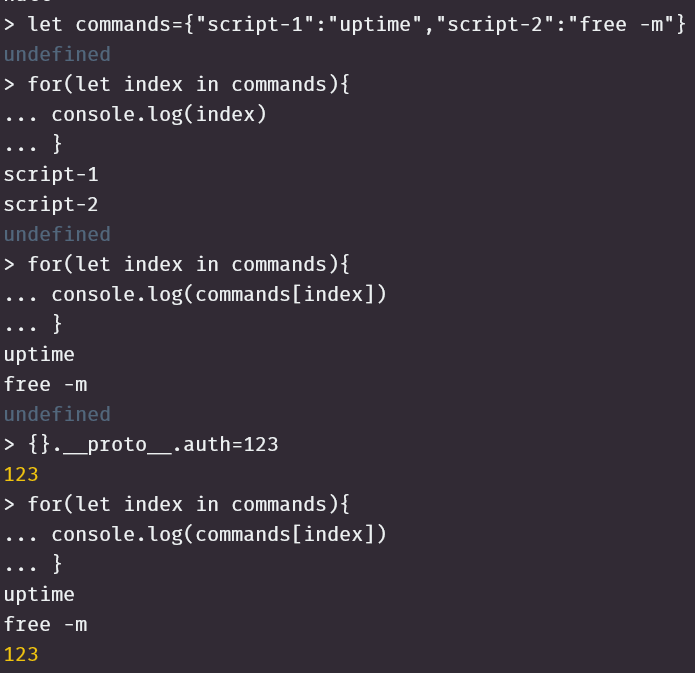 > let commands={"script-1":"uptime","script-2":"free -m"}
undefined
> for(let index in commands){
... console.log(index)
... }
script-1
script-2
undefined
> for(let index in commands){
... console.log(commands[index])
... }
uptime
free -m
undefined
> {}.__proto__.auth=123
123
> for(let index in commands){
... console.log(commands[index])
... }
uptime
free -m
123